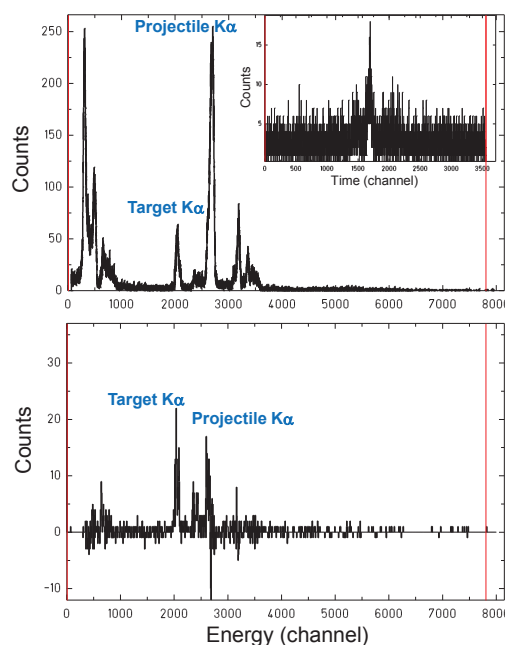 Projectile Kα
250
200
150
100
50
0
Counts
Target Kα
15
10
5
Counts
0 500 1000 1500 2000 2500 3000 3500
Time (channel)
0 1000 2000 3000 4000 5000 6000 7000 8000
30
20
10
0
−10
Counts
Target Kα
Projectile Kα
0 1000 2000 3000 4000 5000 6000 7000 8000
Energy (channel)